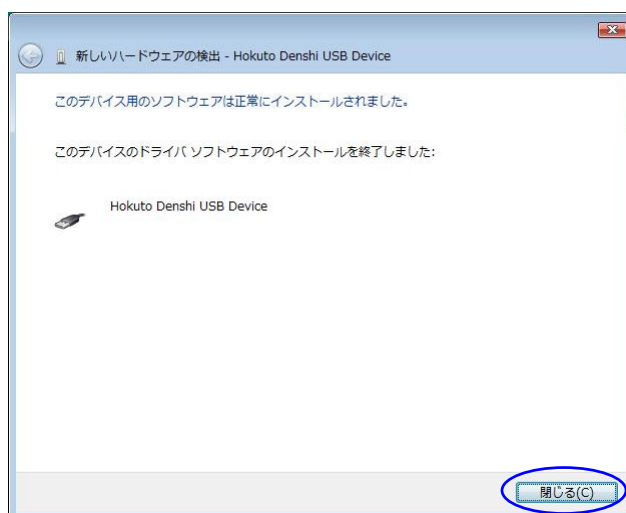 新しいハードウェアの検出 - Hokuto Denshi USB Device
このデバイス用のソフトウェアは正常にインストールされました。
このデバイスのドライバ ソフトウェアのインストールを終了しました:
Hokuto Denshi USB Device
閉じる(C)